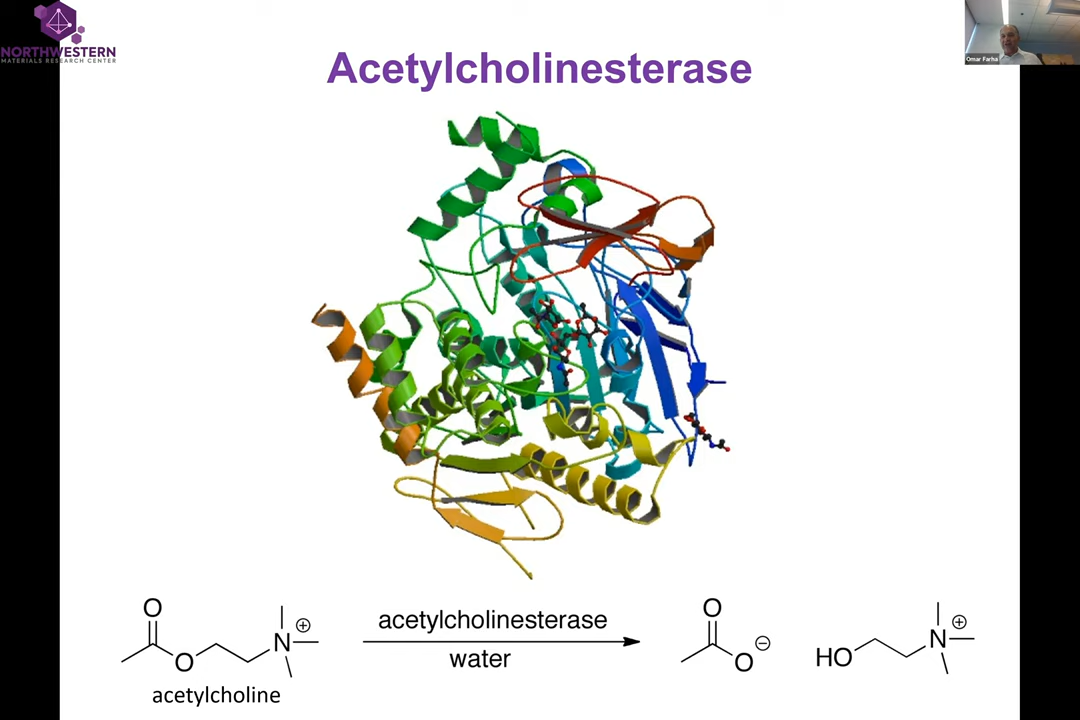 NORTHWESTERN
MATERIALS RESEARCH CENTER
Omar Farha
Acetylcholinesterase
O
O
N
⊕
acetylcholine
acetylcholinesterase
water
O
O
⊖
HO
N
⊕